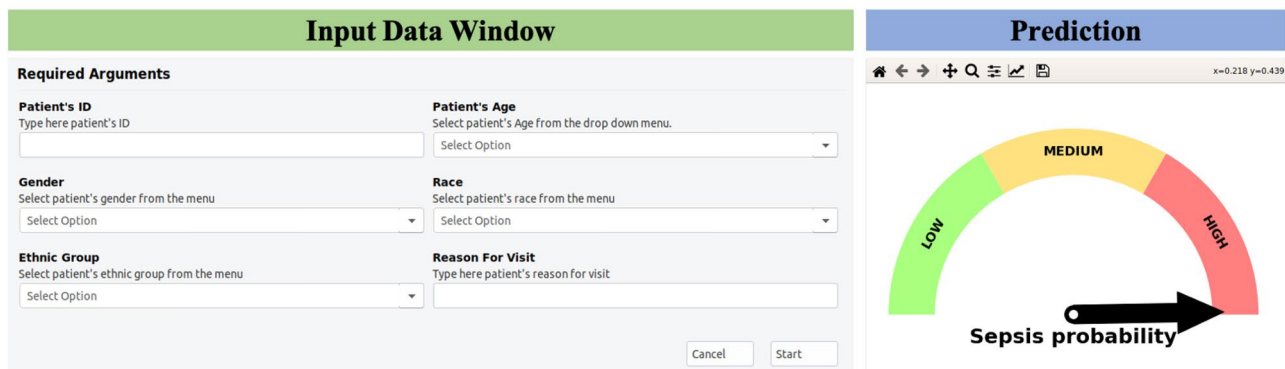 Input Data Window
Required Arguments
Patient's ID
Type here patient's ID
Patient's Age
Select patient's Age from the drop down menu.
Select Option
Gender
Select patient's gender from the menu
Select Option
Race
Select patient's race from the menu
Select Option
Ethnic Group
Select patient's ethnic group from the menu
Select Option
Reason For Visit
Type here patient's reason for visit
Cancel
Start
Prediction
x=0.218 y=0.439
LOW
MEDIUM
HIGH
Sepsis probability